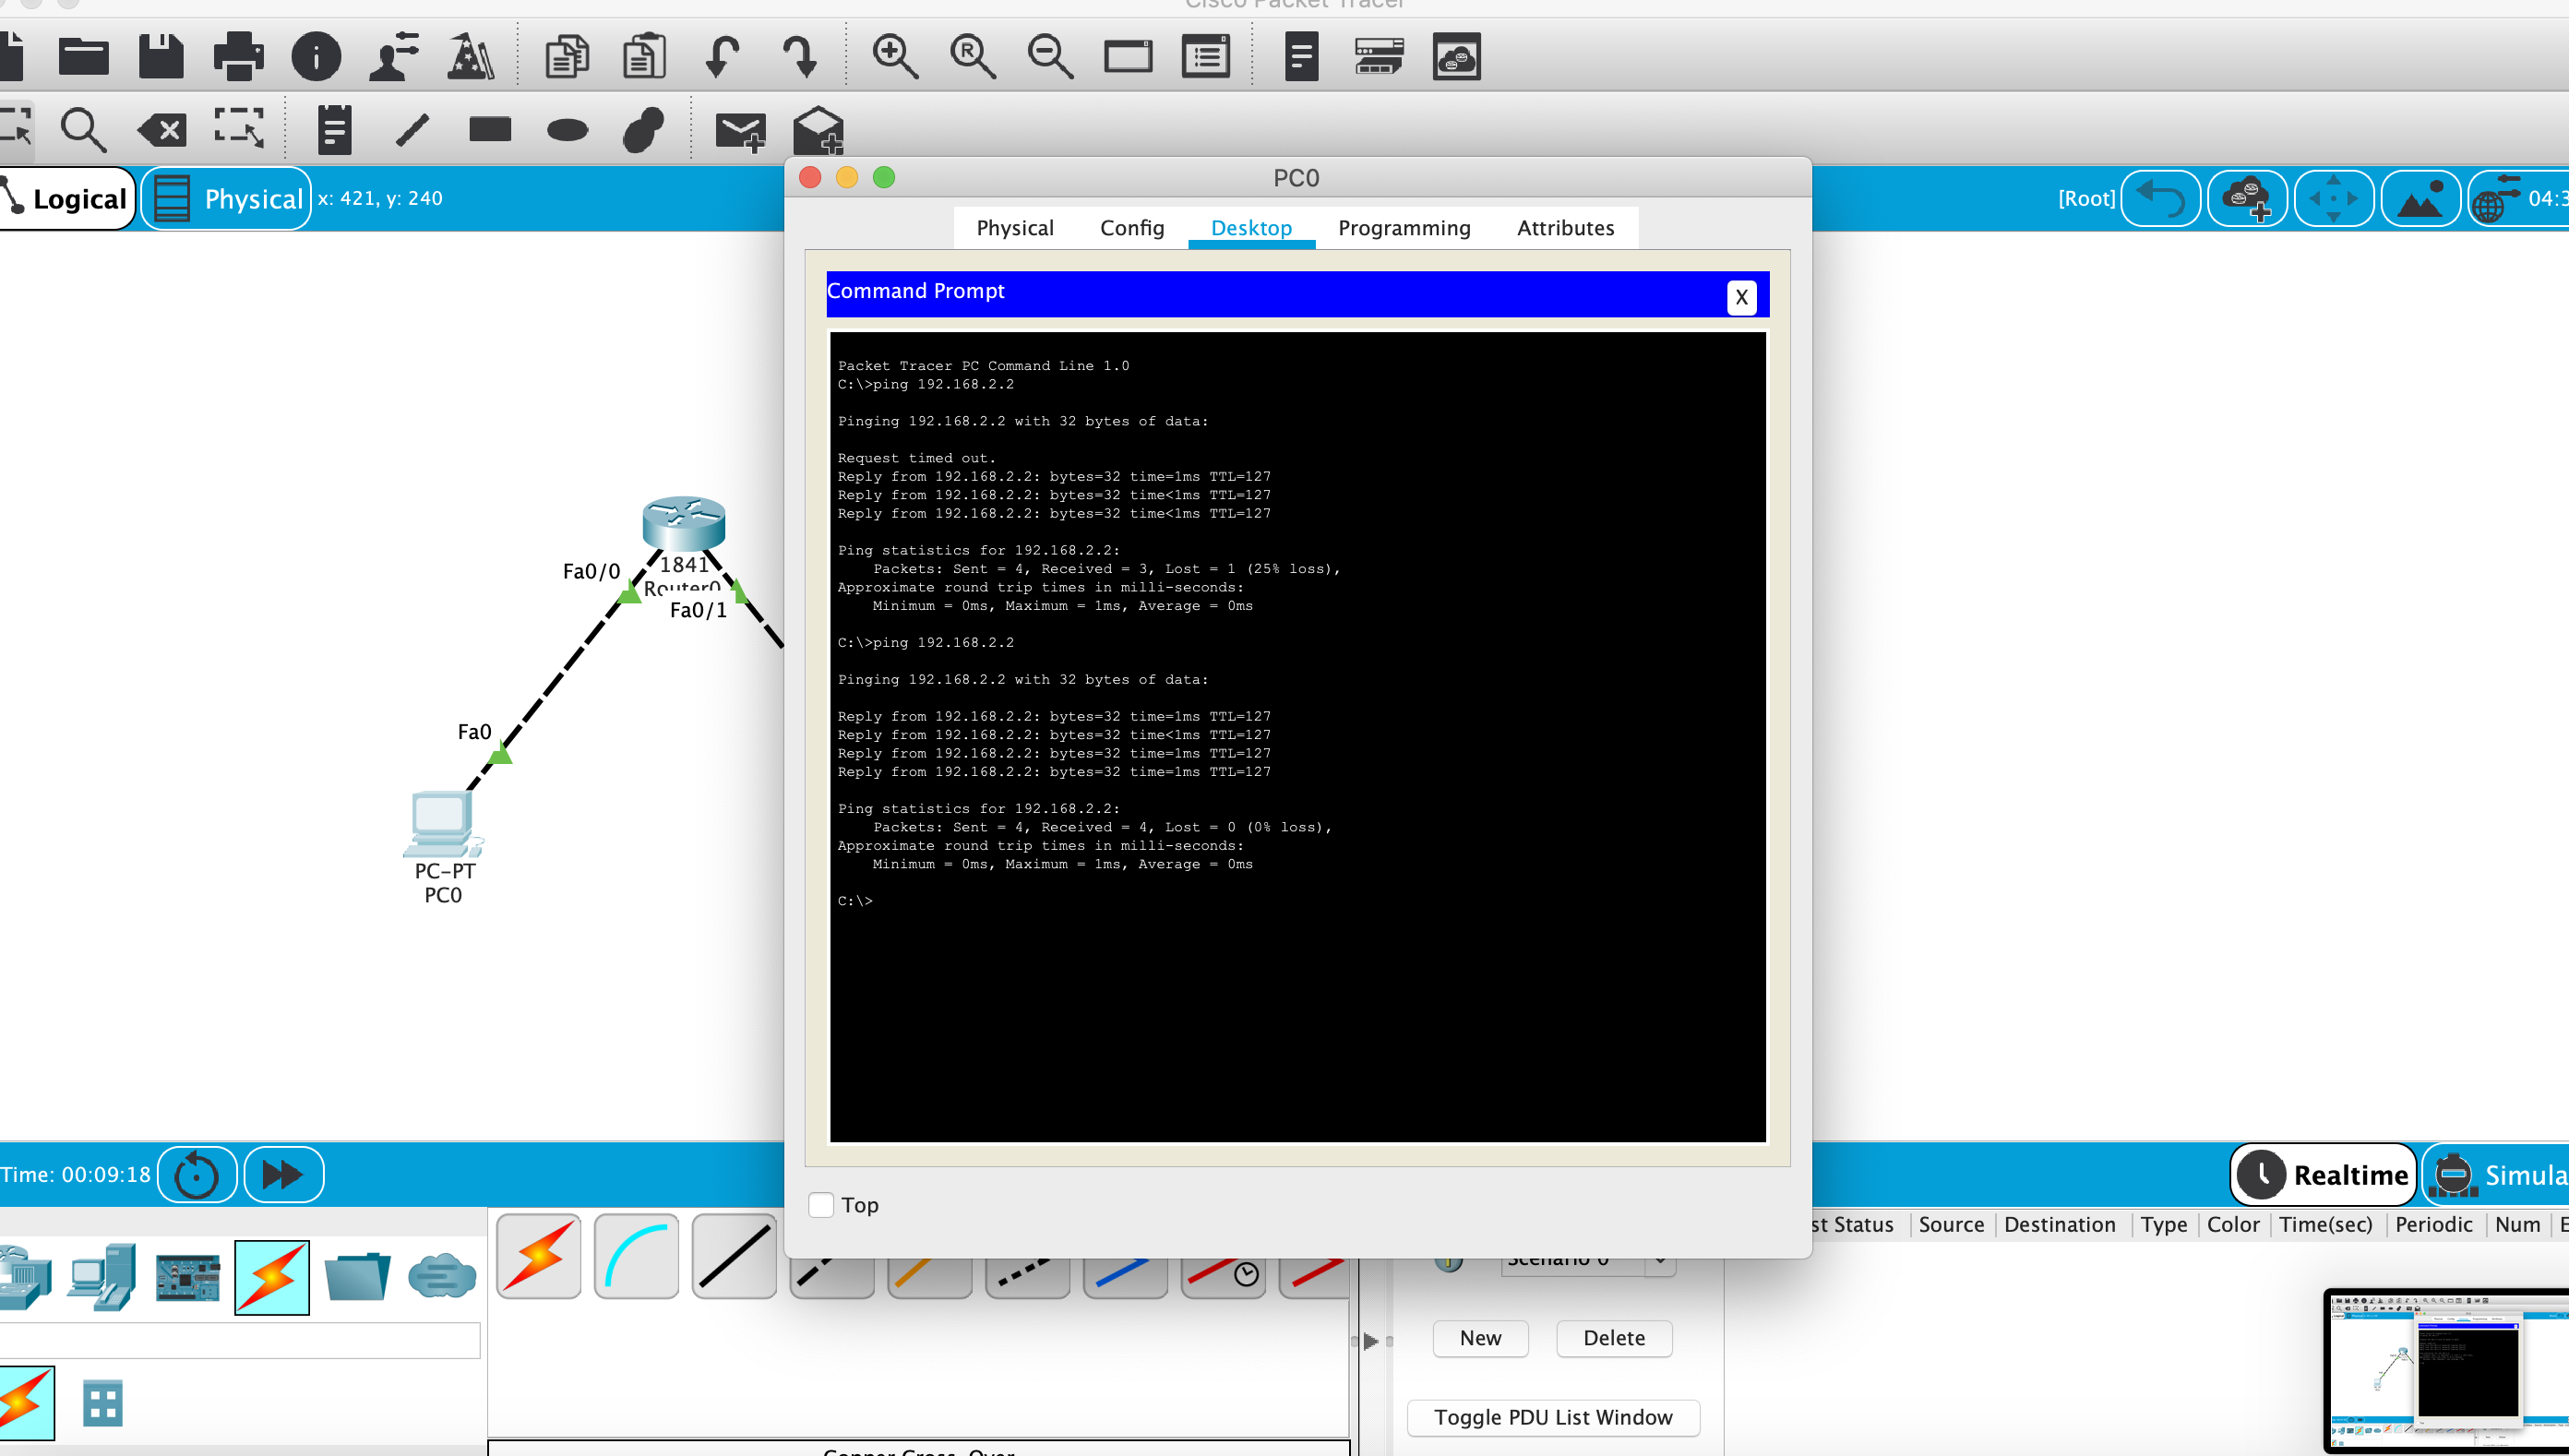 Cisco Packet Tracer
Logical
Physical
x: 421, y: 240
[Root]
PC0
Physical
Config
Desktop
Programming
Attributes
Command Prompt
X
Packet Tracer PC Command Line 1.0
C:\>ping 192.168.2.2
Pinging 192.168.2.2 with 32 bytes of data:
Request timed out.
Reply from 192.168.2.2: bytes=32 time=1ms TTL=127
Reply from 192.168.2.2: bytes=32 time<1ms TTL=127
Reply from 192.168.2.2: bytes=32 time<1ms TTL=127
Ping statistics for 192.168.2.2:
Packets: Sent = 4, Received = 3, Lost = 1 (25% loss),
Approximate round trip times in milli-seconds:
Minimum = 0ms, Maximum = 1ms, Average = 0ms
C:\>ping 192.168.2.2
Pinging 192.168.2.2 with 32 bytes of data:
Reply from 192.168.2.2: bytes=32 time=1ms TTL=127
Reply from 192.168.2.2: bytes=32 time<1ms TTL=127
Reply from 192.168.2.2: bytes=32 time=1ms TTL=127
Reply from 192.168.2.2: bytes=32 time=1ms TTL=127
Ping statistics for 192.168.2.2:
Packets: Sent = 4, Received = 4, Lost = 0 (0% loss),
Approximate round trip times in milli-seconds:
Minimum = 0ms, Maximum = 1ms, Average = 0ms
C:\>
Top
1841
Router0
Fa0/0
Fa0/1
Fa0
PC-PT
PC0
Time: 00:09:18
Realtime
Simula
st Status
Source
Destination
Type
Color
Time(sec)
Periodic
Num
Scenario 0
New
Delete
Toggle PDU List Window
Copper Cross-Over